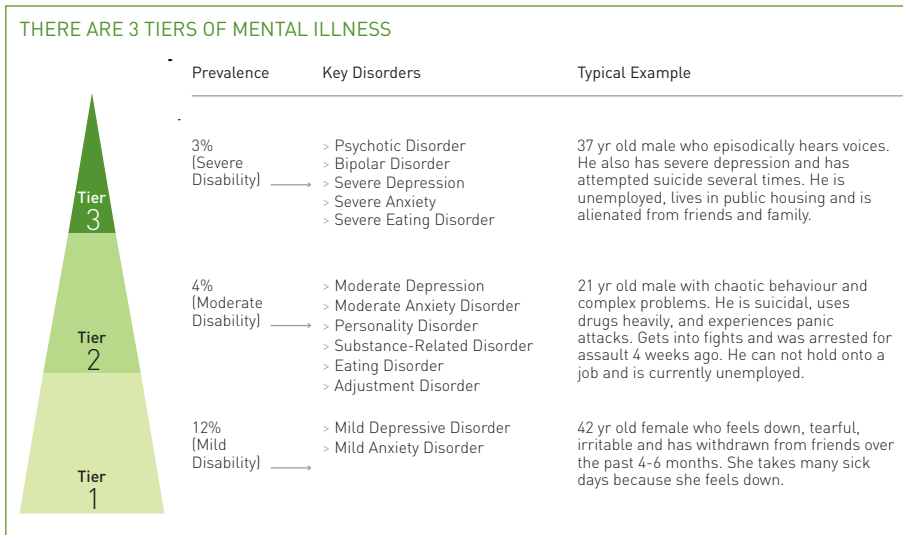 THERE ARE 3 TIERS OF MENTAL ILLNESS
Prevalence Key Disorders Typical Example
Tier
3
3%
(Severe
Disability)
> Psychotic Disorder
> Bipolar Disorder
> Severe Depression
> Severe Anxiety
> Severe Eating Disorder
37 yr old male who episodically hears voices.
He also has severe depression and has
attempted suicide several times. He is
unemployed, lives in public housing and is
alienated from friends and family.
Tier
2
4%
(Moderate
Disability)
> Moderate Depression
> Moderate Anxiety Disorder
> Personality Disorder
> Substance-Related Disorder
> Eating Disorder
> Adjustment Disorder
21 yr old male with chaotic behaviour and
complex problems. He is suicidal, uses
drugs heavily, and experiences panic
attacks. Gets into fights and was arrested for
assault 4 weeks ago. He can not hold onto a
job and is currently unemployed.
Tier
1
12%
(Mild
Disability)
> Mild Depressive Disorder
> Mild Anxiety Disorder
42 yr old female who feels down, tearful,
irritable and has withdrawn from friends over
the past 4-6 months. She takes many sick
days because she feels down.